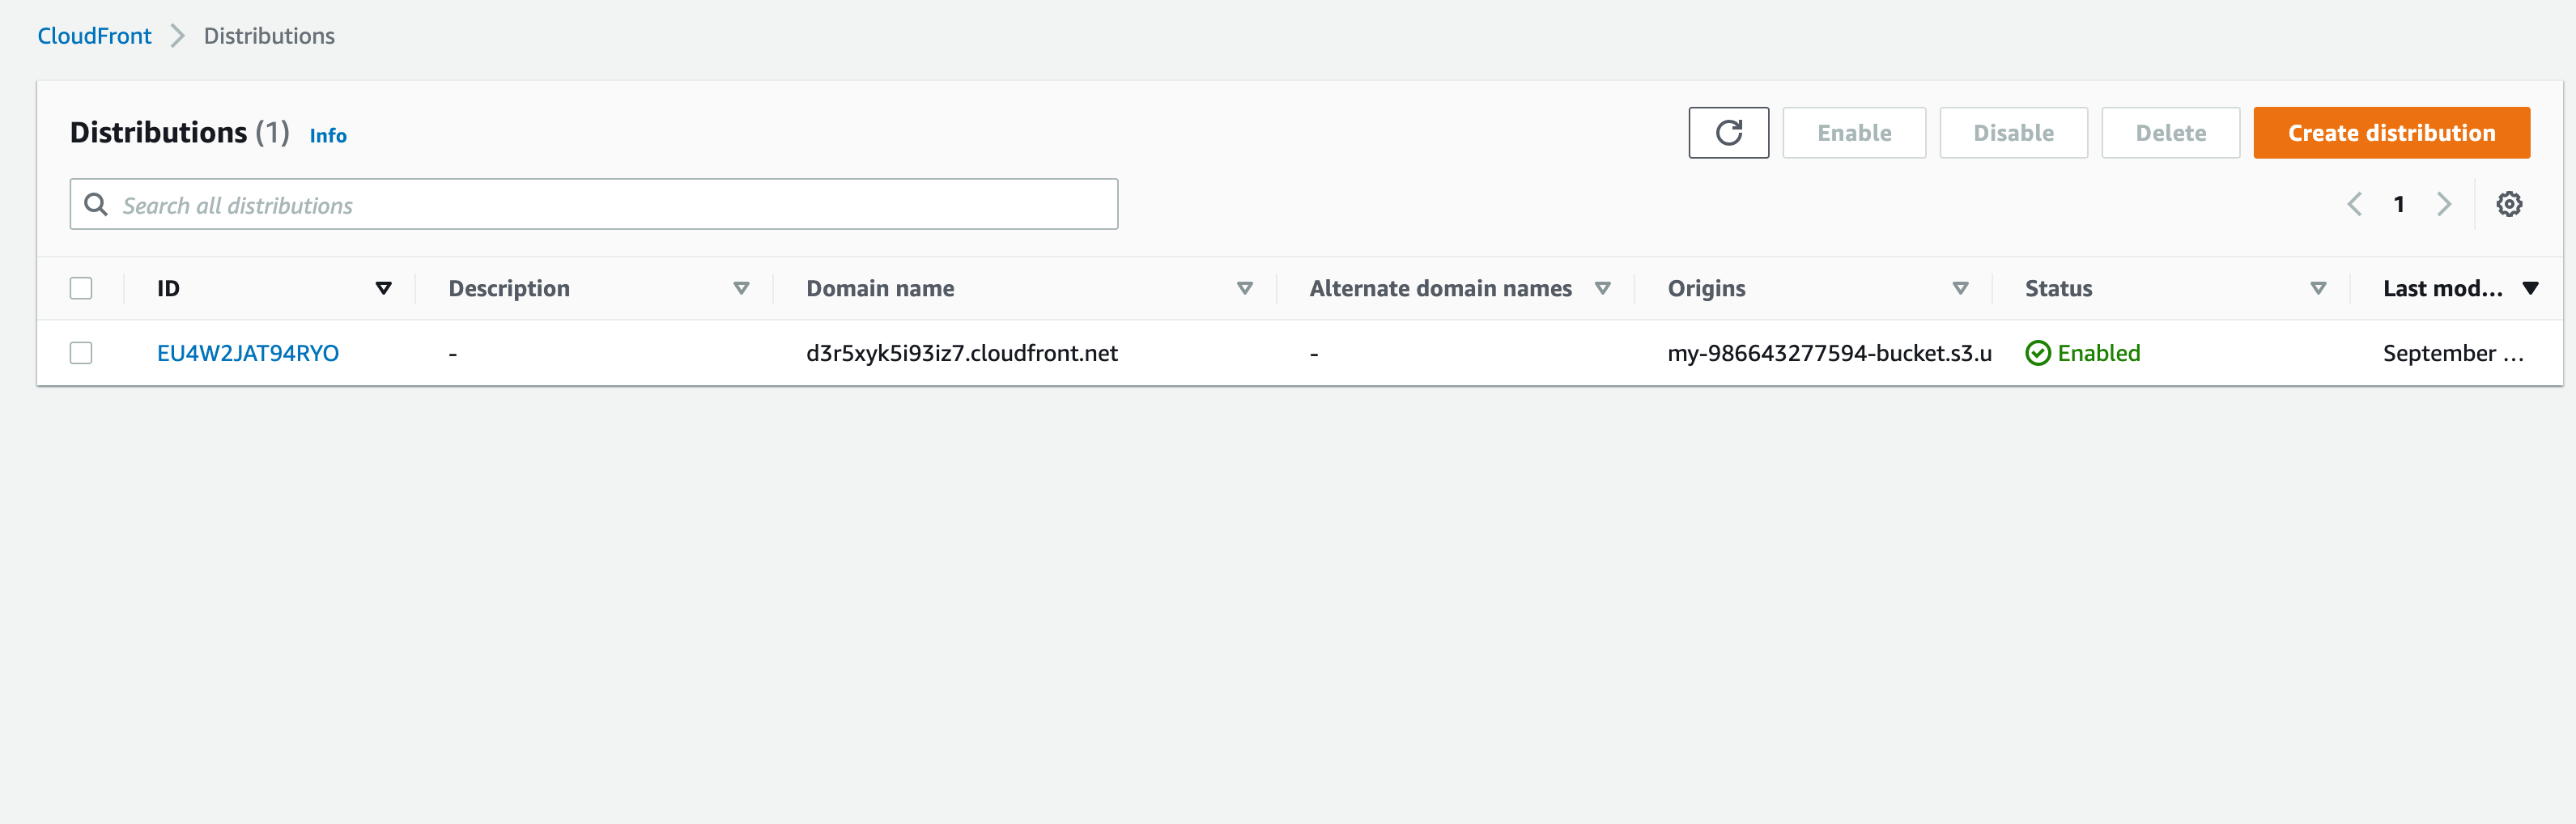 CloudFront Distributions
Distributions (1) Info
Enable Disable Delete Create distribution
Search all distributions
1
ID Description Domain name Alternate domain names Origins Status Last mod...
EU4W2JAT94RYO - d3r5xyk5i93iz7.cloudfront.net - my-986643277594-bucket.s3.u Enabled September ...